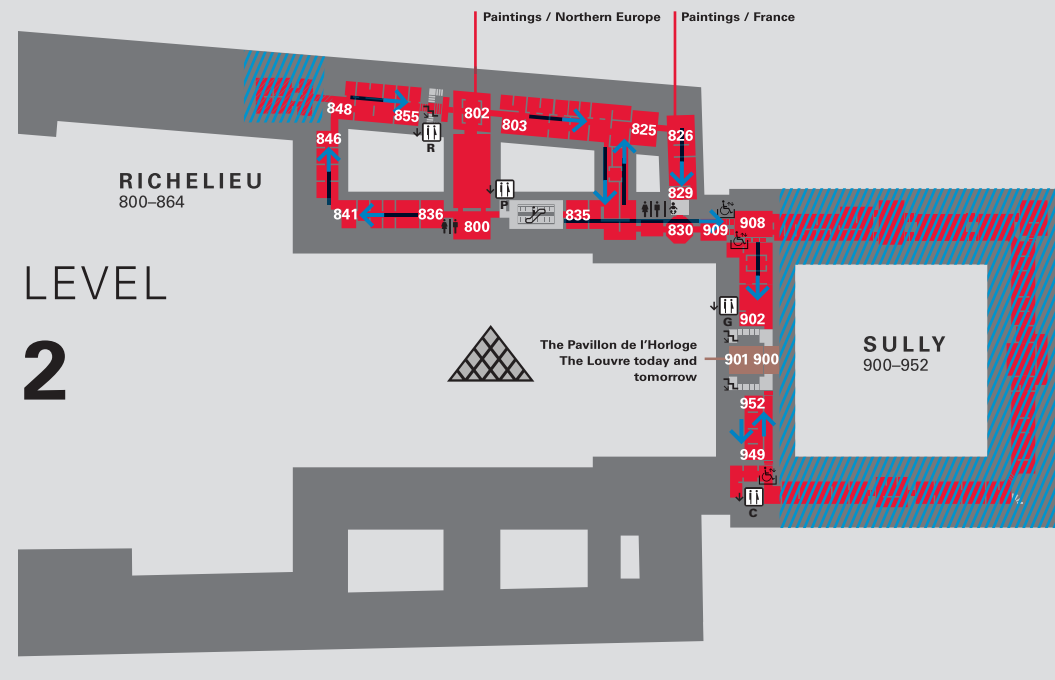 Paintings / Northern Europe
Paintings / France
848
855
802
803
825
826
846
R
RICHELIEU
800–864
P
829
841
836
800
835
830
909
908
LEVEL
2
G
902
The Pavillon de l’Horloge
The Louvre today and
tomorrow
901 900
SULLY
900–952
952
949
C